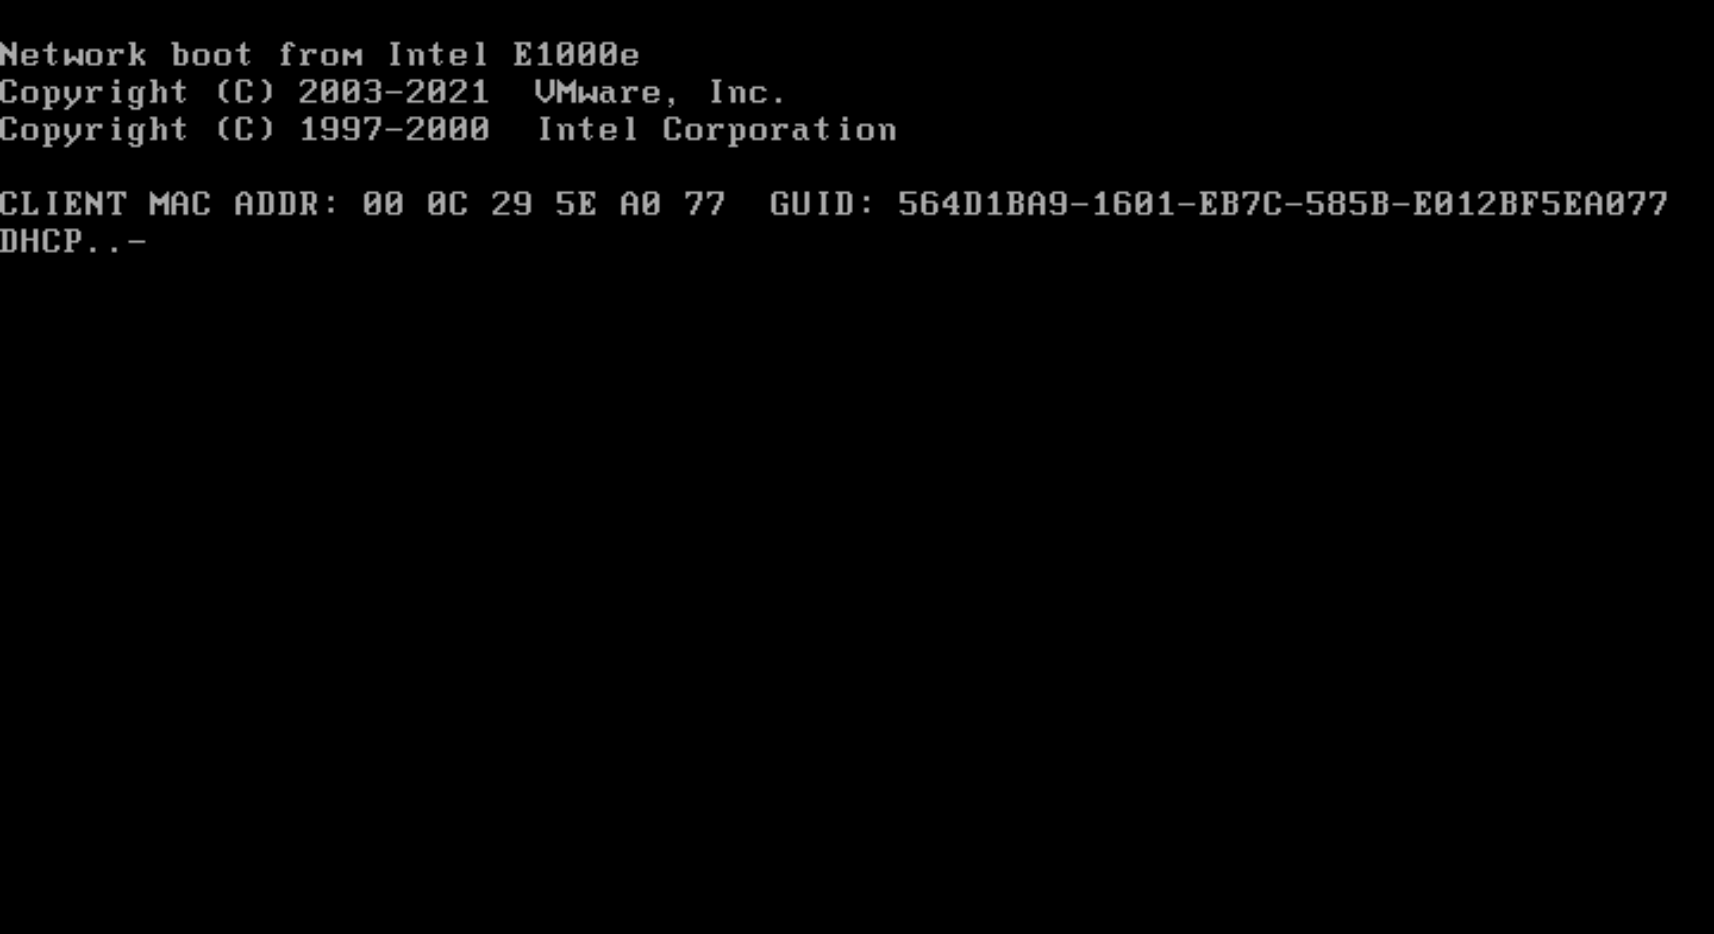 Network boot from Intel E1000e
Copyright (C) 2003-2021  VMware, Inc.
Copyright (C) 1997-2000  Intel Corporation
CLIENT MAC ADDR: 00 0C 29 5E A0 77  GUID: 564D1BA9-1601-EB7C-585B-E012BF5EA077
DHCP..-